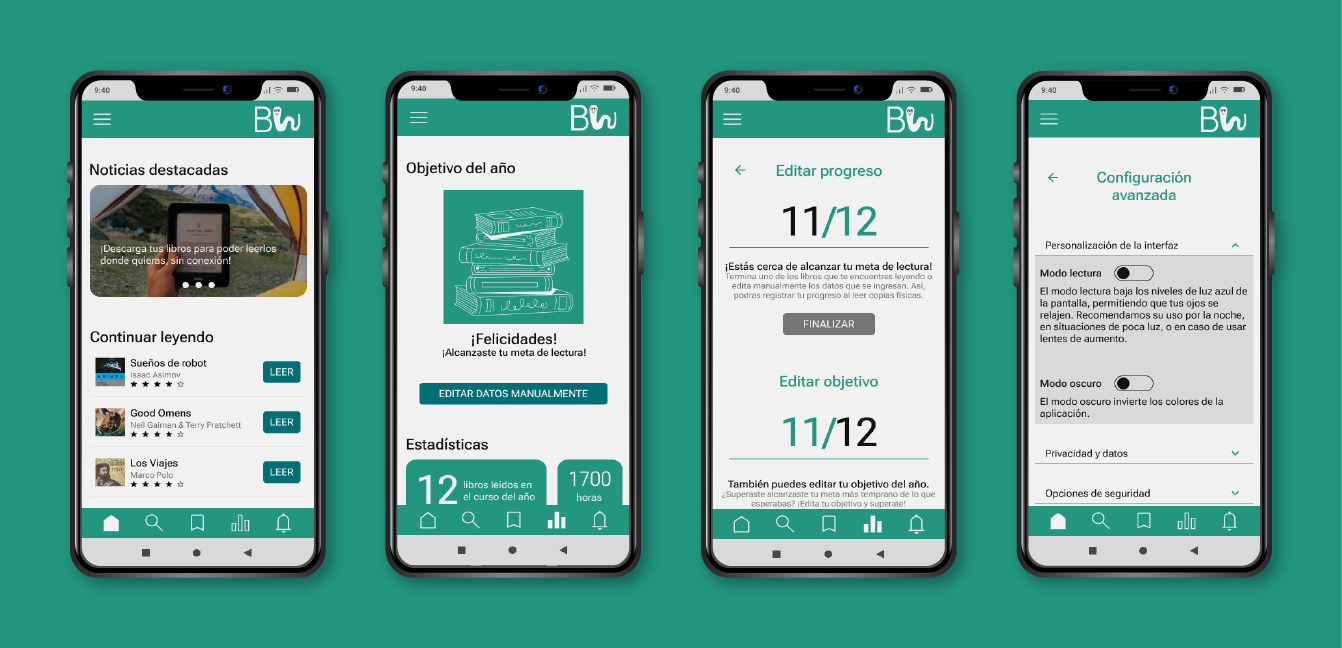 9:40
BW
Noticias destacadas
¡Descarga tus libros para poder leerlos
donde quieras, sin conexión!
Continuar leyendo
Sueños de robot
Isaac Asimov
LEER
Good Omens
Neil Gaiman & Terry Pratchett
LEER
Los Viajes
Marco Polo
LEER
9:40
BW
Objetivo del año
¡Felicidades!
¡Alcanzaste tu meta de lectura!
EDITAR DATOS MANUALMENTE
Estadísticas
12 libros leídos en
el curso del año
1700
horas
9:40
BW
Editar progreso
11/12
¡Estás cerca de alcanzar tu meta de lectura!
Termina uno de los libros que te encuentres leyendo o
edita manualmente los datos que se ingresan. Así,
podras registrar tu progreso al leer copias físicas.
FINALIZAR
Editar objetivo
11/12
También puedes editar tu objetivo del año.
¿Superaste alcanzaste tu meta más temprano de lo que
esperabas? ¡Edita tu objetivo y superate!
9:40
BW
Configuración
avanzada
Personalización de la interfaz
Modo lectura
El modo lectura baja los niveles de luz azul de
la pantalla, permitiendo que tus ojos se
relajen. Recomendamos su uso por la noche,
en situaciones de poca luz, o en caso de usar
lentes de aumento.
Modo oscuro
El modo oscuro invierte los colores de la
aplicación.
Privacidad y datos
Opciones de seguridad